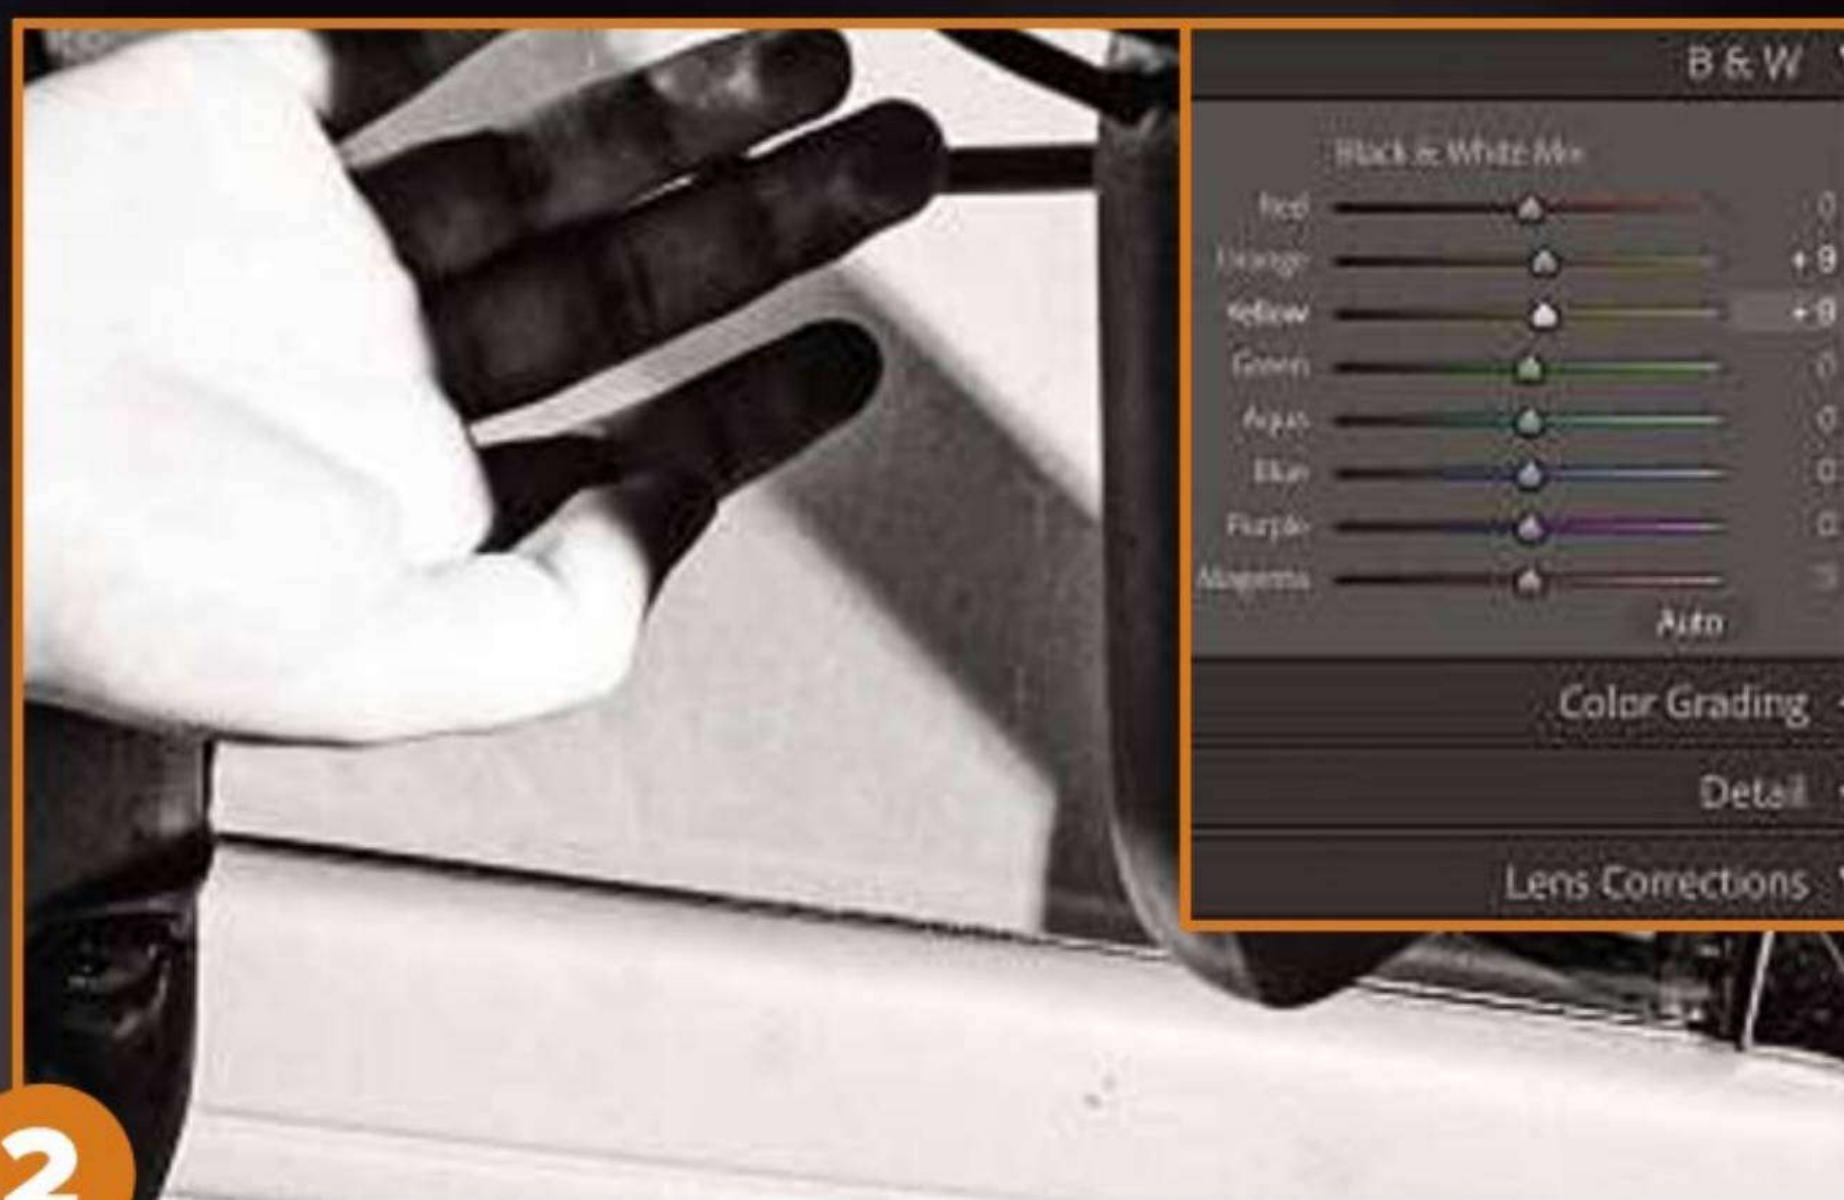 B & W
Black & White Mix
Red 0
Orange + 9
Yellow + 9
Green 0
Aqua 0
Blue 0
Purple 0
Magenta
Auto
Color Grading
Detail
Lens Corrections
2